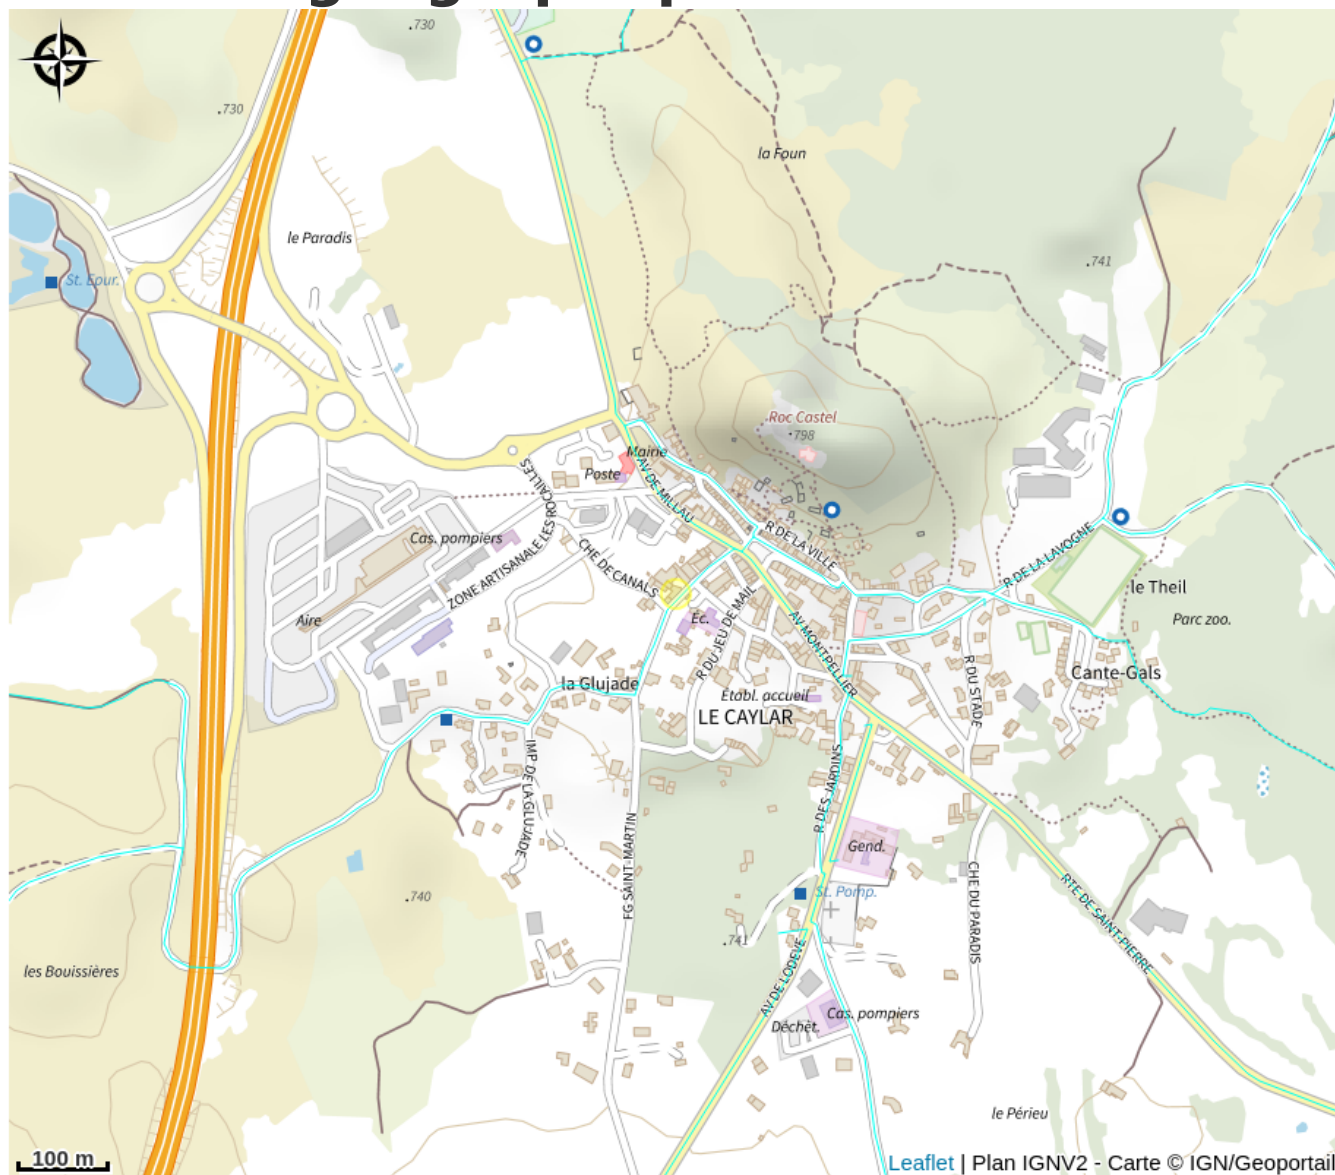 .730
.730
la Foun
le Paradis
.741
St. Epur.
Roc Castel
.798
Mairie
Poste
AV DE MILLAU
ZONE ARTISANALE LES ROCAILLES
Cas. pompiers
CHE DE CANALS
R DE LA VILLE
R DE LA LAVOGNE
le Theil
Parc zoo.
Aire
Ec.
R DU JEU DE MAIL
AV MONTPELLIER
Cante-Gals
la Glujade
Etabl. accueil
LE CAYLAR
R DU STADE
IMP DE LA GLUJADE
R DES JARDINS
FG SAINT-MARTIN
Gend.
St. Pomp.
CHE DU PARADIS
RTE DE SAINT-PIERRE
.740
.741
les Bouissières
AV DE LODEVE
Cas. pompiers
Déchèt.
le Périeu
100 m
Leaflet | Plan IGNV2 - Carte © IGN/Geoportail